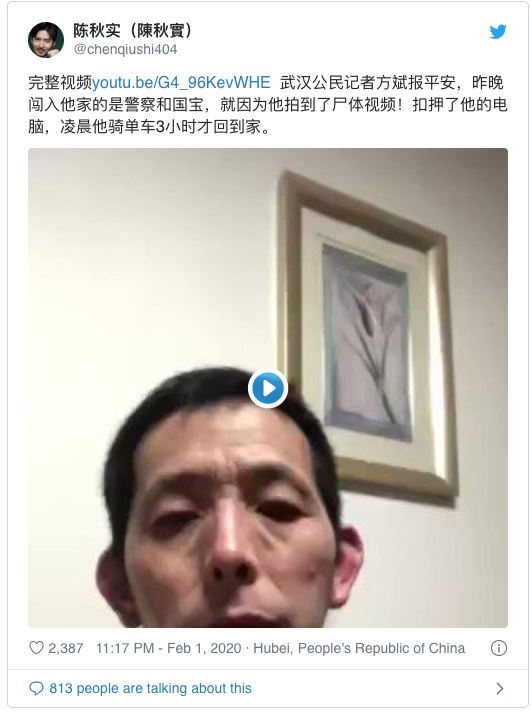 陈秋实（陳秋實）
@chenqiushi404
完整视频youtu.be/G4_96KevWHE 武汉公民记者方斌报平安，昨晚
闯入他家的是警察和国宝，就因为他拍到了尸体视频！扣押了他的电
脑，凌晨他骑单车3小时才回到家。
2,387 11:17 PM - Feb 1, 2020 · Hubei, People's Republic of China
813 people are talking about this